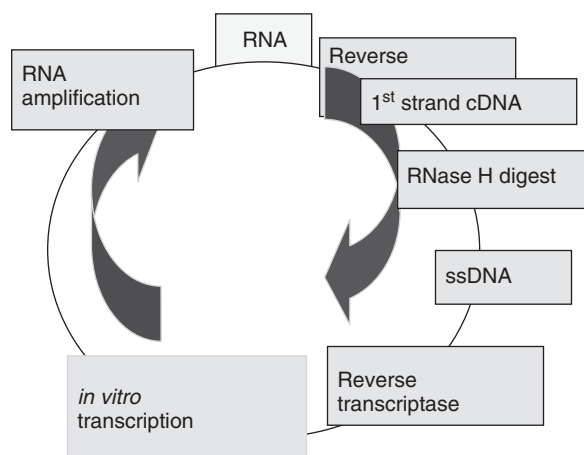 RNA
Reverse
1st strand cDNA
RNase H digest
ssDNA
Reverse
transcriptase
in vitro
transcription
RNA
amplification